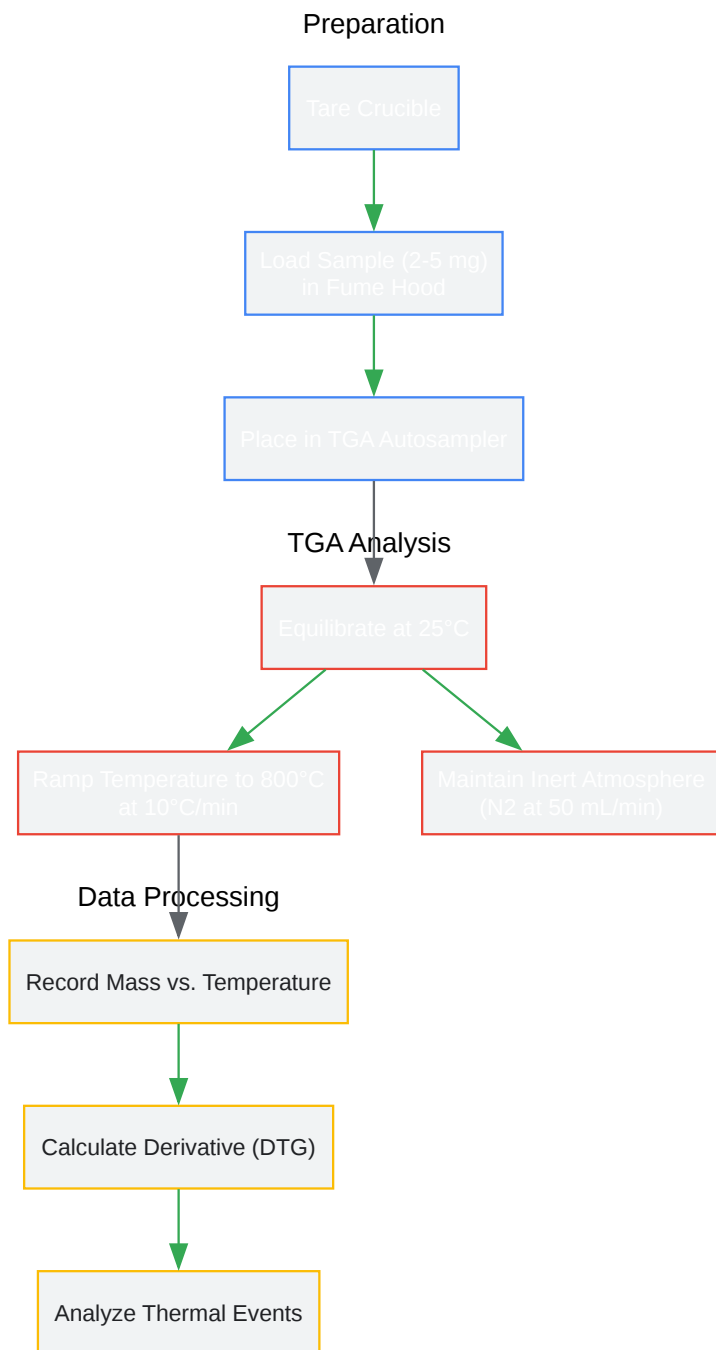 Preparation
Tare Crucible
Load Sample (2-5 mg)
in Fume Hood
Place in TGA Autosampler
TGA Analysis
Equilibrate at 25°C
Ramp Temperature to 800°C
at 10°C/min
Maintain Inert Atmosphere
(N2 at 50 mL/min)
Data Processing
Record Mass vs. Temperature
Calculate Derivative (DTG)
Analyze Thermal Events